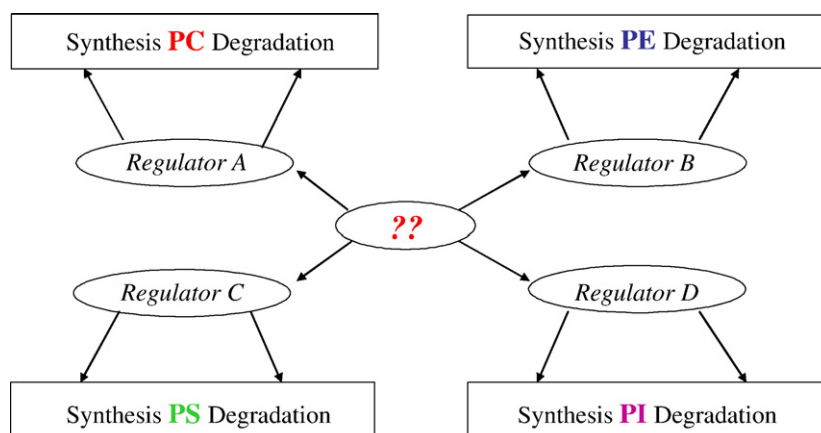 Synthesis PC Degradation
Synthesis PE Degradation
Regulator A
Regulator B
??
Regulator C
Regulator D
Synthesis PS Degradation
Synthesis PI Degradation